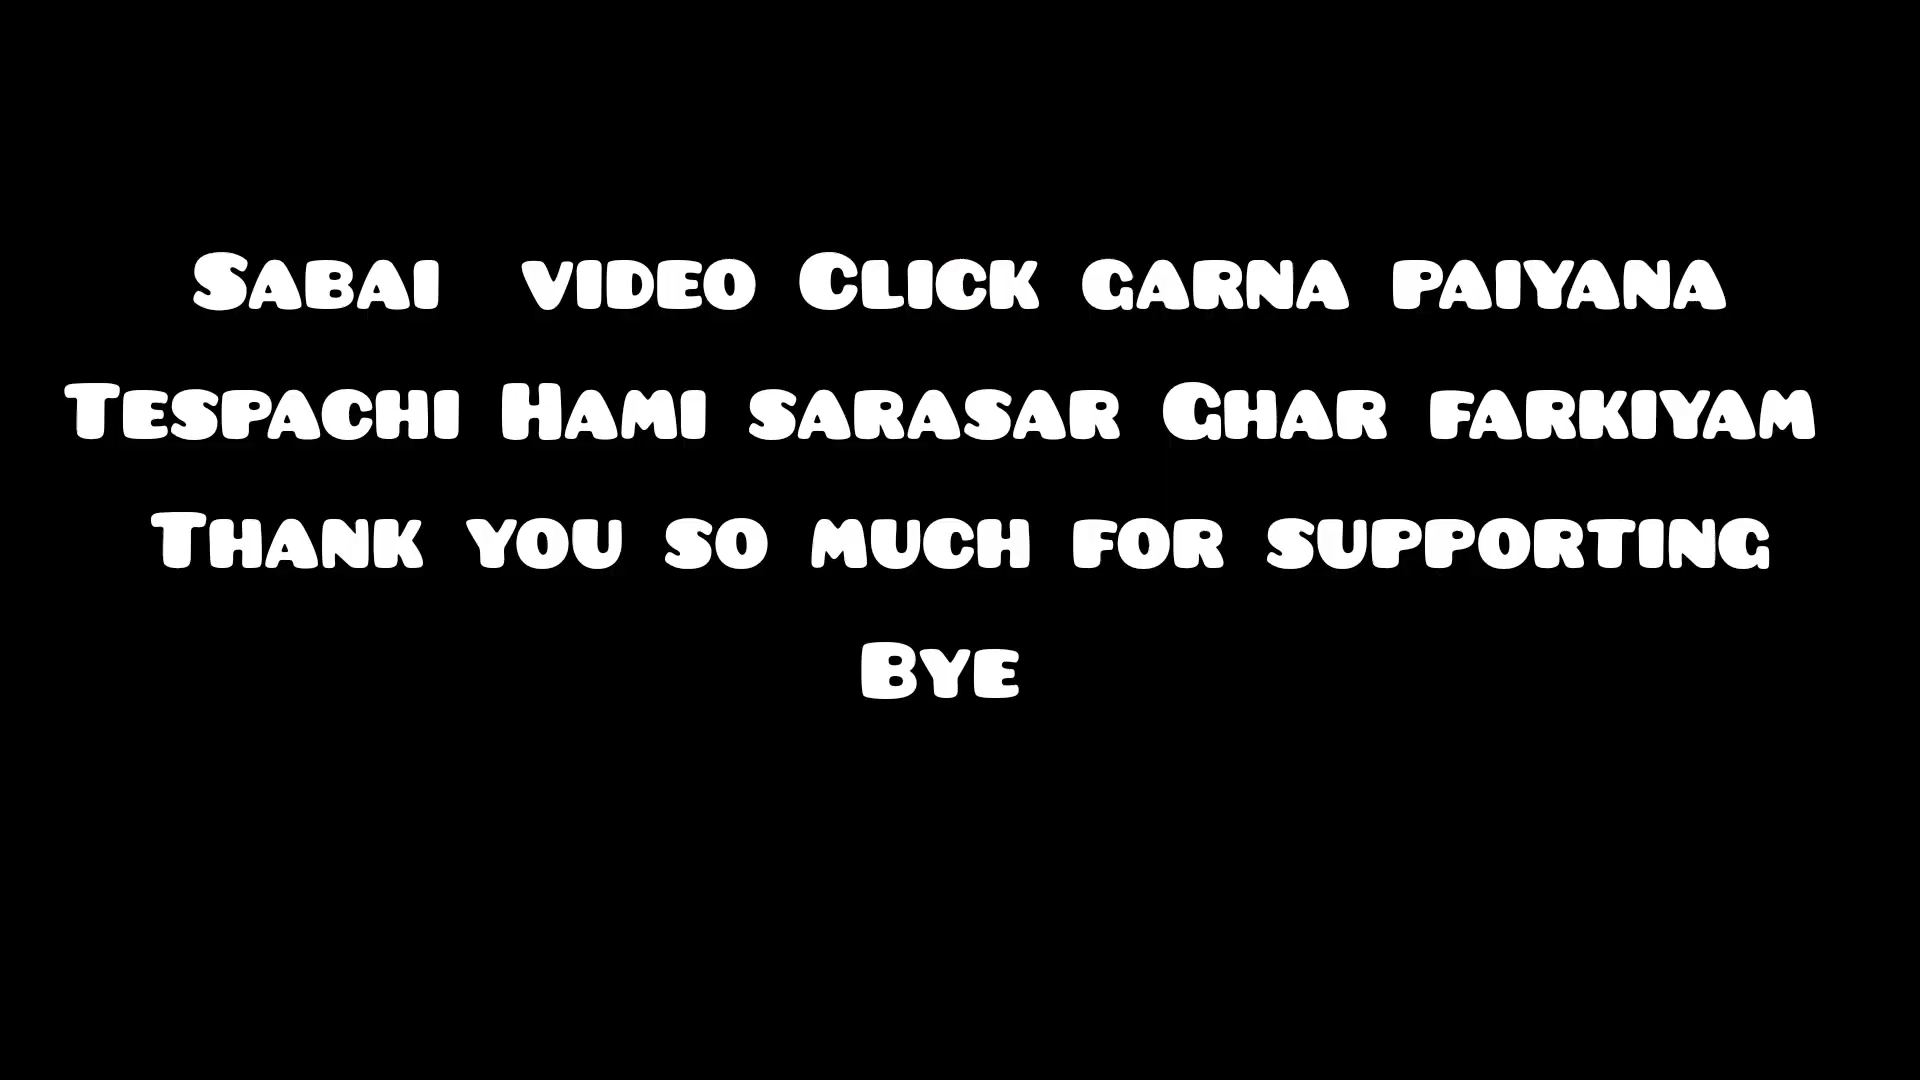 Sabai video Click garna paiyana
Tespachi Hami sarasar Ghar farkiyam
Thank you so much for supporting
Bye